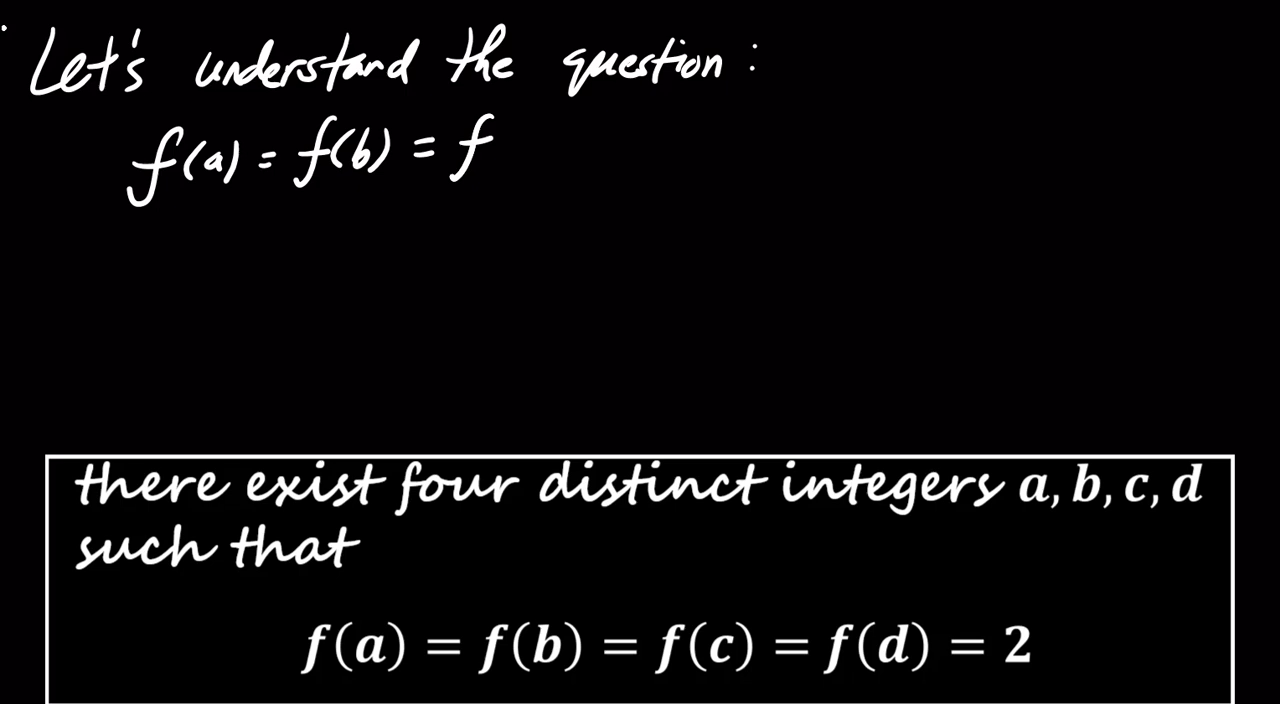 Let's understand the question :
f(a) = f(b) = f
there exist four distinct integers a, b, c, d
such that
f(a) = f(b) = f(c) = f(d) = 2